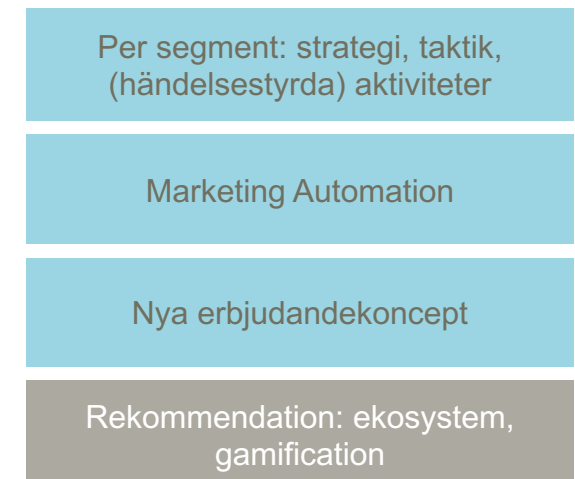 Per segment: strategi, taktik,
(händelsestyrda) aktiviteter
Marketing Automation
Nya erbjudandekoncept
Rekommendation: ekosystem,
gamification